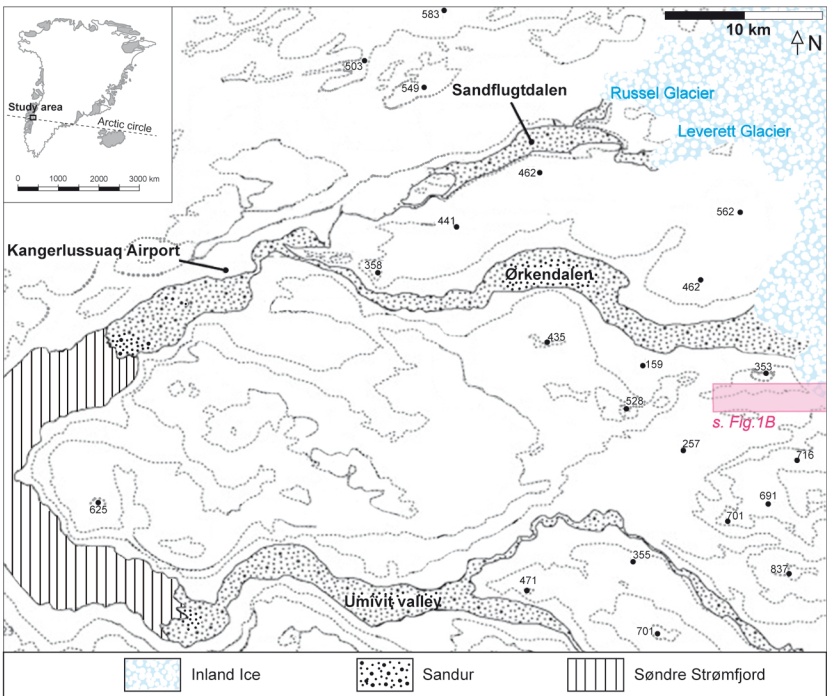 583
10 km
N
503
549
Sandflugtdalen
Russel Glacier
Leverett Glacier
Study area
Arctic circle
0 1000 2000 3000 km
462
562
441
Kangerlussuaq Airport
358
Ørkendalen
462
435
159
353
528
s. Fig.1B
257
716
625
691
701
355
837
471
Umivit valley
701
Inland Ice
Sandur
Søndre Strømfjord